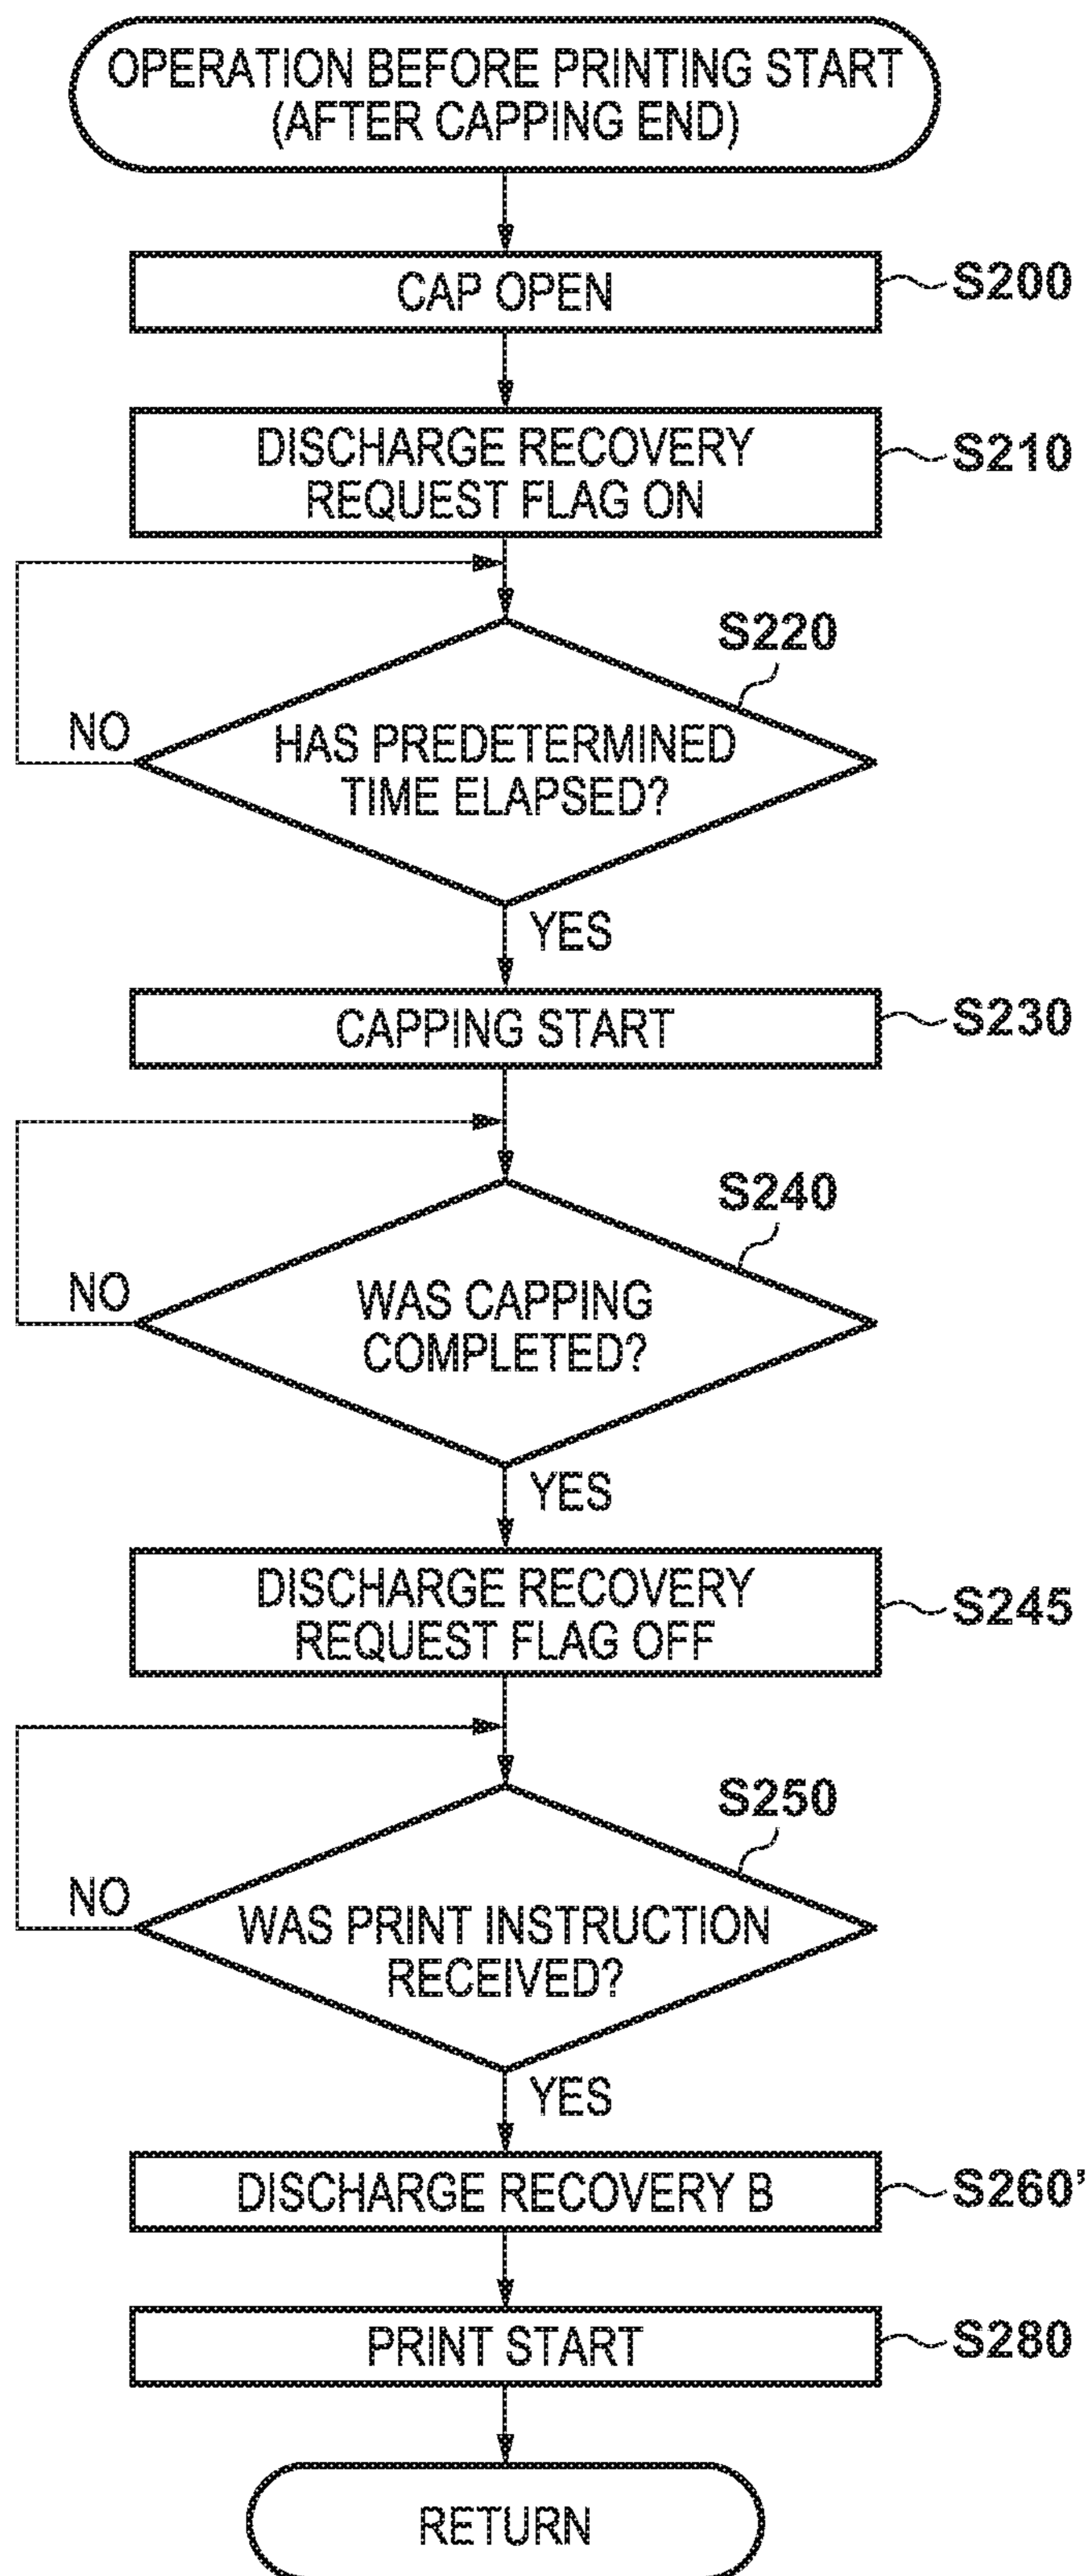 OPERATION BEFORE PRINTING START
(AFTER CAPPING END)
CAP OPEN
S200
DISCHARGE RECOVERY
REQUEST FLAG ON
S210
S220
NO
HAS PREDETERMINED
TIME ELAPSED?
YES
CAPPING START
S230
S240
NO
WAS CAPPING
COMPLETED?
YES
DISCHARGE RECOVERY
REQUEST FLAG OFF
S245
S250
NO
WAS PRINT INSTRUCTION
RECEIVED?
YES
DISCHARGE RECOVERY B
S260'
PRINT START
S280
RETURN